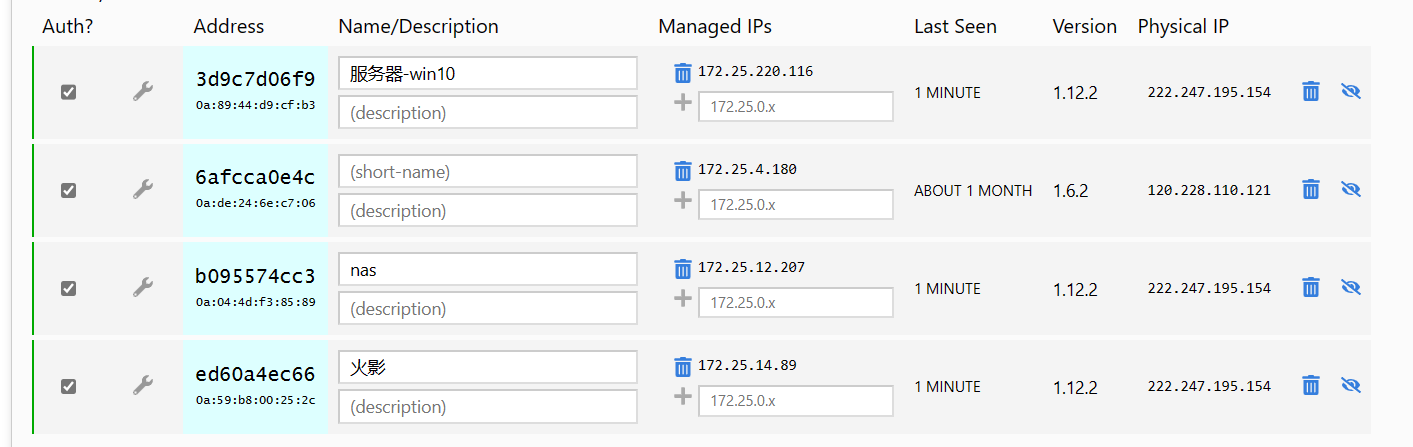 Auth? Address Name/Description Managed IPs Last Seen Version Physical IP
3d9c7d06f9
0a:89:44:d9:cf:b3
服务器-win10
(description)
172.25.220.116
172.25.0.x
1 MINUTE
1.12.2
222.247.195.154
6afcca0e4c
0a:de:24:6e:c7:06
(short-name)
(description)
172.25.4.180
172.25.0.x
ABOUT 1 MONTH
1.6.2
120.228.110.121
b095574cc3
0a:04:4d:f3:85:89
nas
(description)
172.25.12.207
172.25.0.x
1 MINUTE
1.12.2
222.247.195.154
ed60a4ec66
0a:59:b8:00:25:2c
火影
(description)
172.25.14.89
172.25.0.x
1 MINUTE
1.12.2
222.247.195.154